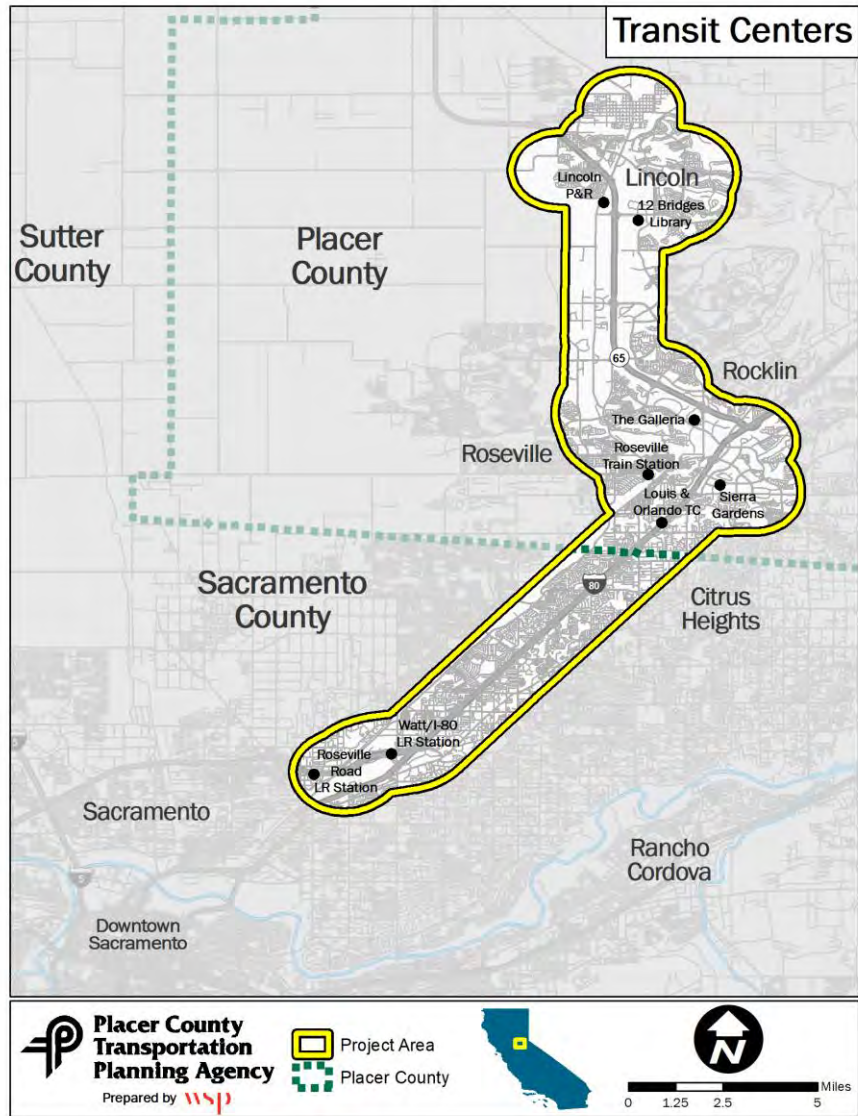 Transit Centers
Lincoln
P&R
Lincoln
12 Bridges
Library
Sutter
County
Placer
County
65
Rocklin
The Galleria
Roseville
Roseville
Train Station
Louis &
Orlando TC
Sierra
Gardens
Sacramento
County
80
Citrus
Heights
Watt/I-80
LR Station
Roseville
Road
LR Station
Sacramento
Rancho
Cordova
5
Downtown
Sacramento
Placer County
Transportation
Planning Agency
Prepared by wsp
Project Area
Placer County
N
Miles
0 1.25 2.5 5